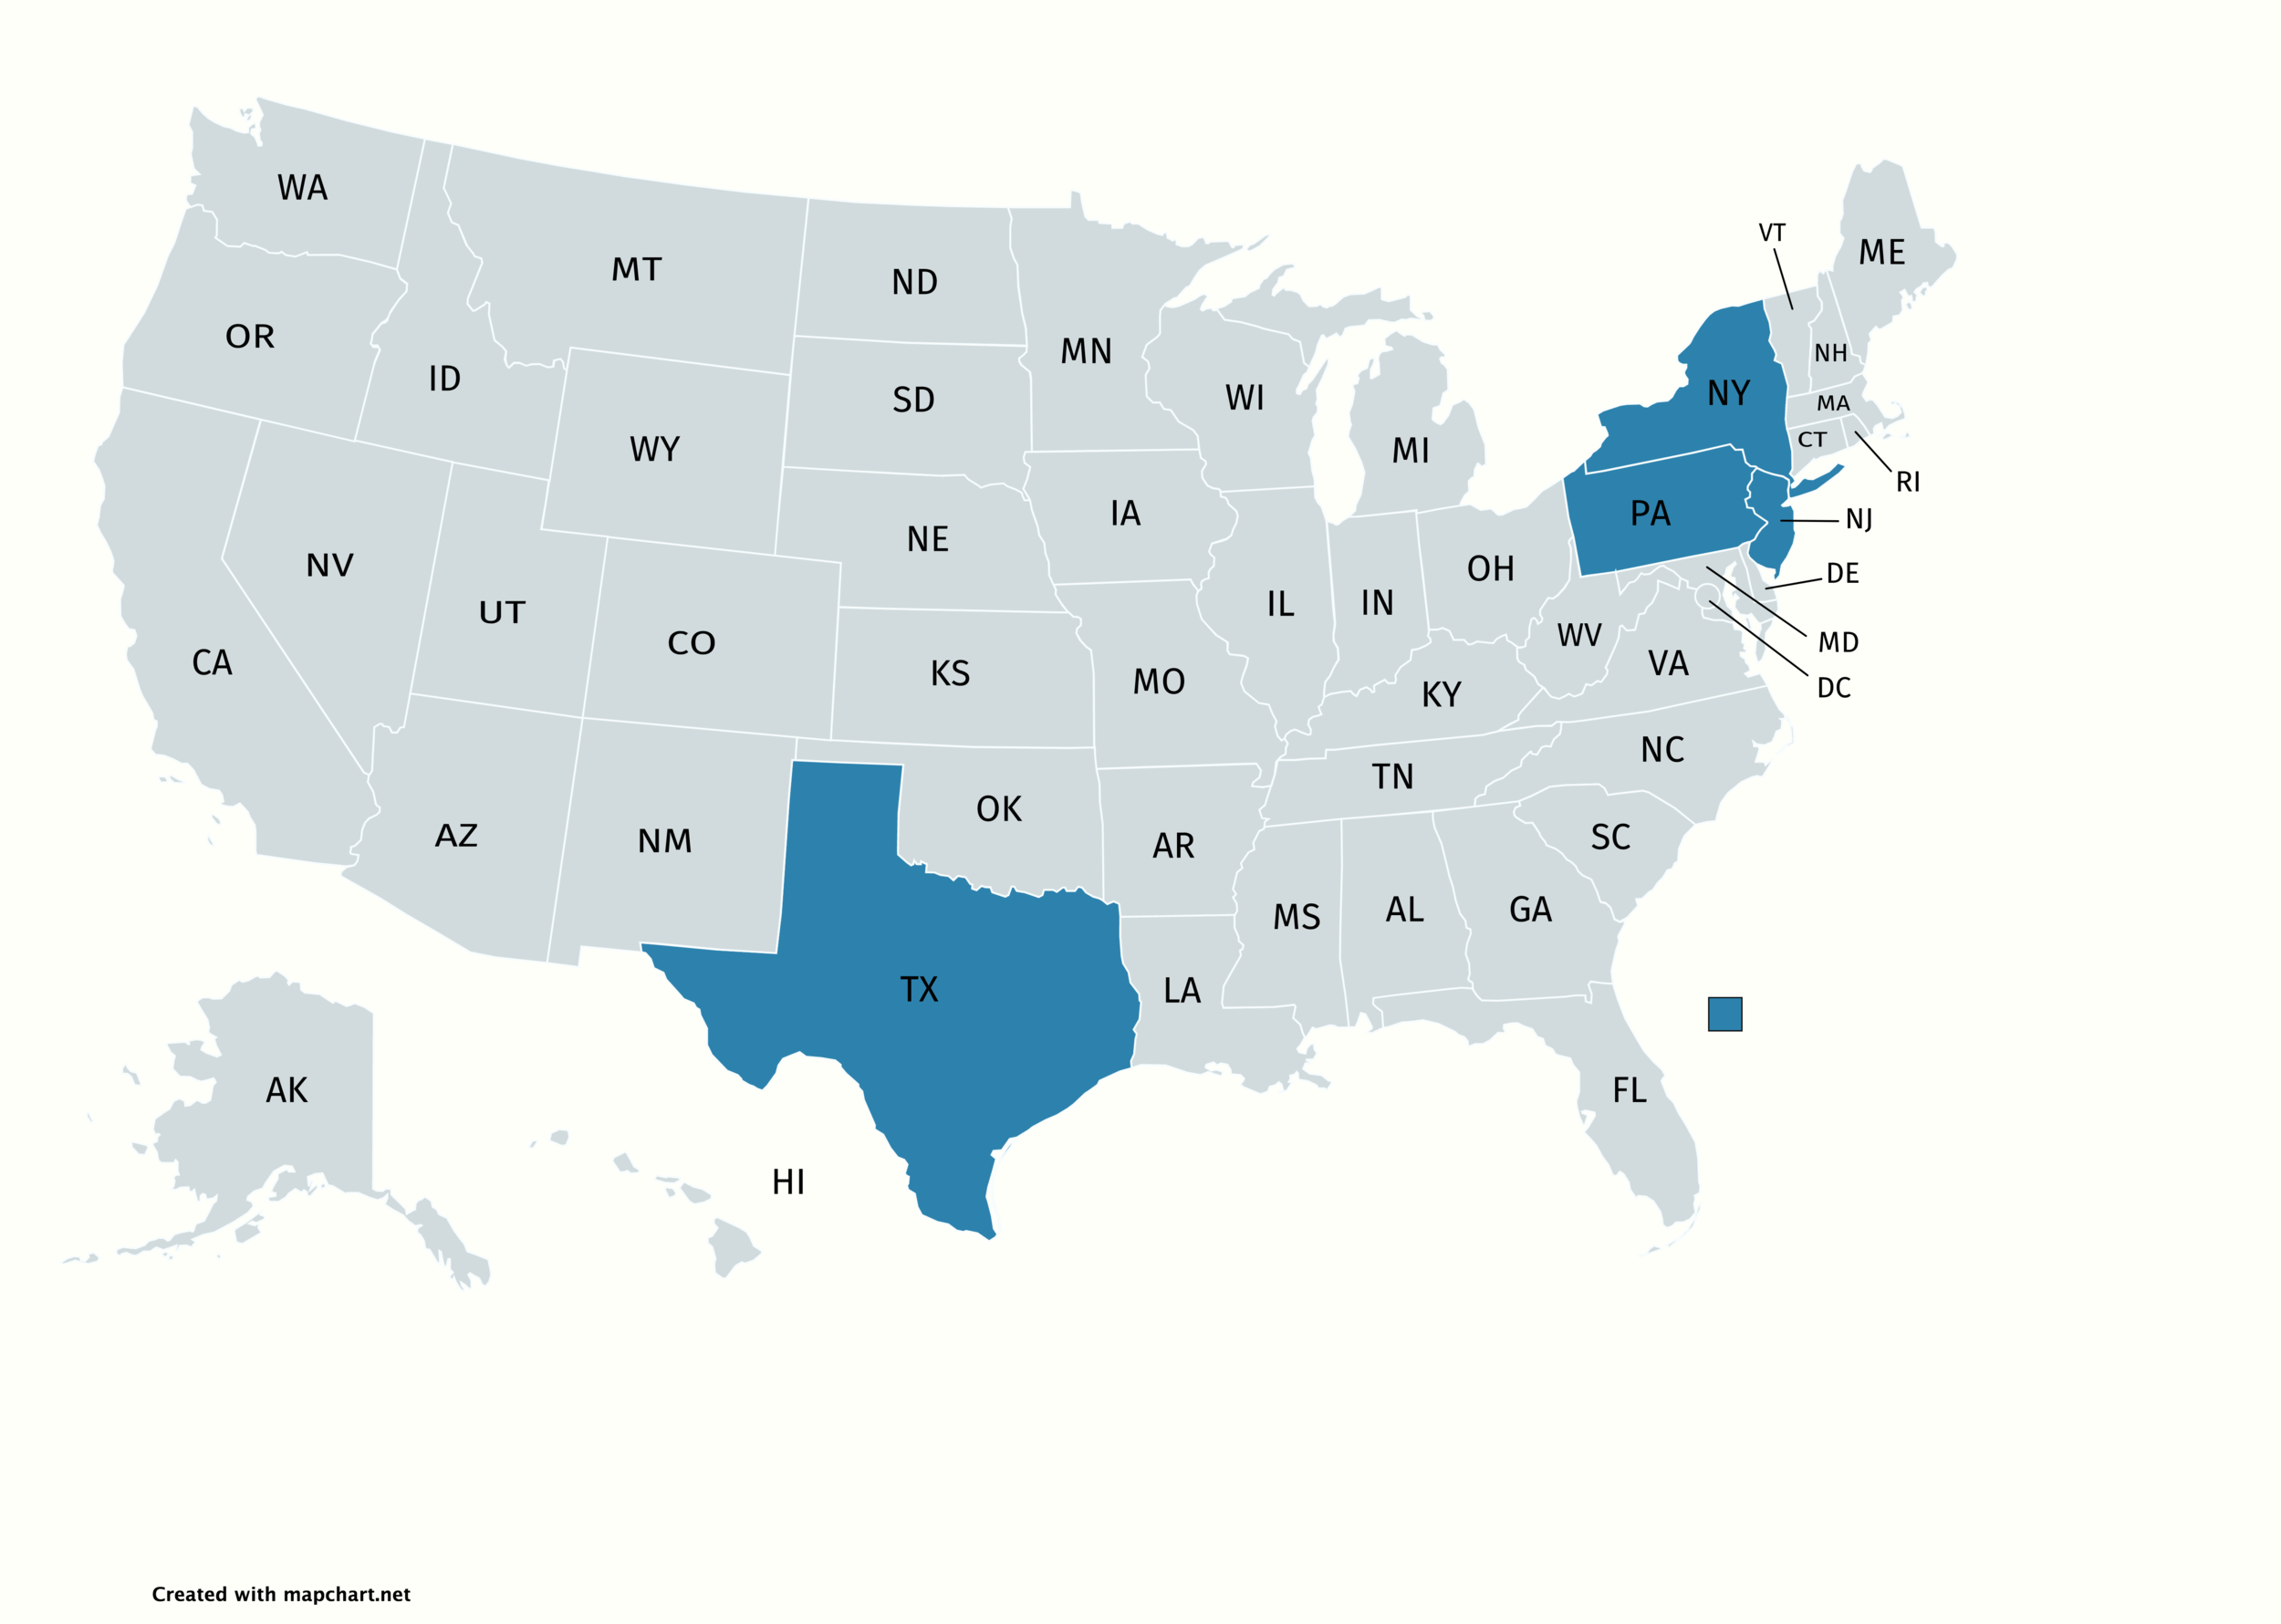 WA
MT
ND
MN
VT
ME
OR
ID
SD
WI
NH
NY
MA
WY
MI
CT
RI
NE
IA
PA
NJ
NV
OH
DE
UT
CO
IL
IN
WV
MD
CA
KS
MO
KY
VA
DC
NC
TN
AZ
NM
OK
AR
SC
MS
AL
GA
TX
LA
AK
FL
HI
Created with mapchart.net